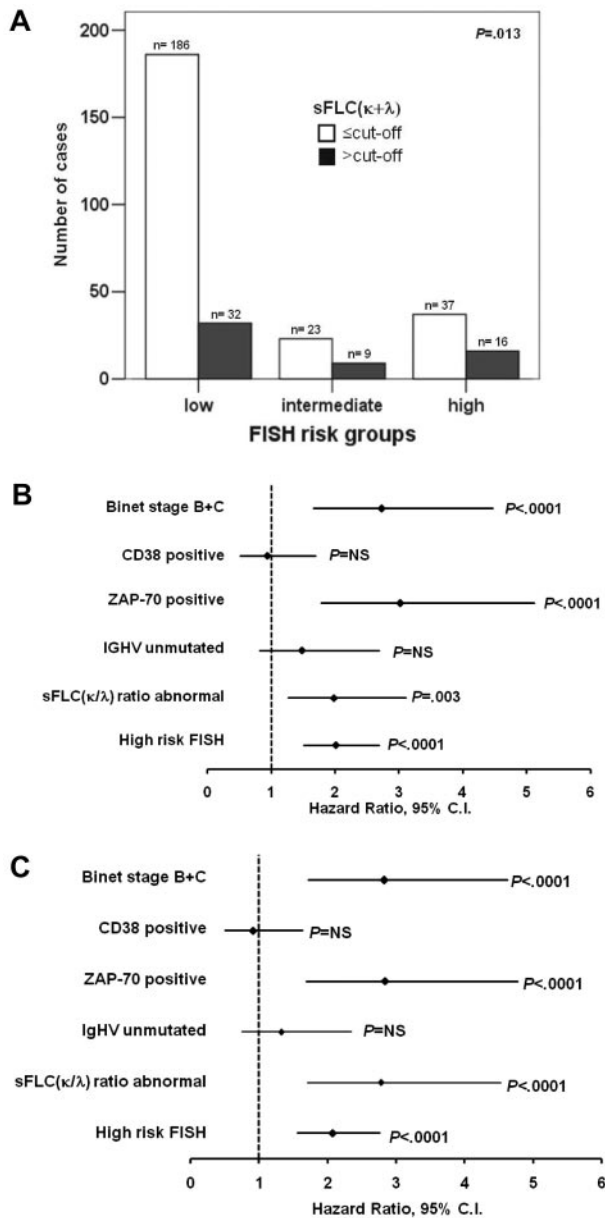 A
P=.013
sFLC(κ+λ)
≤cut-off
>cut-off
Number of cases
200
150
100
50
0
n= 186
n= 32
n= 23
n= 9
n= 37
n= 16
low intermediate high
FISH risk groups
B
Binet stage B+C P<.0001
CD38 positive P=NS
ZAP-70 positive P<.0001
IGHV unmutated P=NS
sFLC(κ/λ) ratio abnormal P=.003
High risk FISH P<.0001
0 1 2 3 4 5 6
Hazard Ratio, 95% C.I.
C
Binet stage B+C P<.0001
CD38 positive P=NS
ZAP-70 positive P<.0001
IgHV unmutated P=NS
sFLC(κ/λ) ratio abnormal P<.0001
High risk FISH P<.0001
0 1 2 3 4 5 6
Hazard Ratio, 95% C.I.